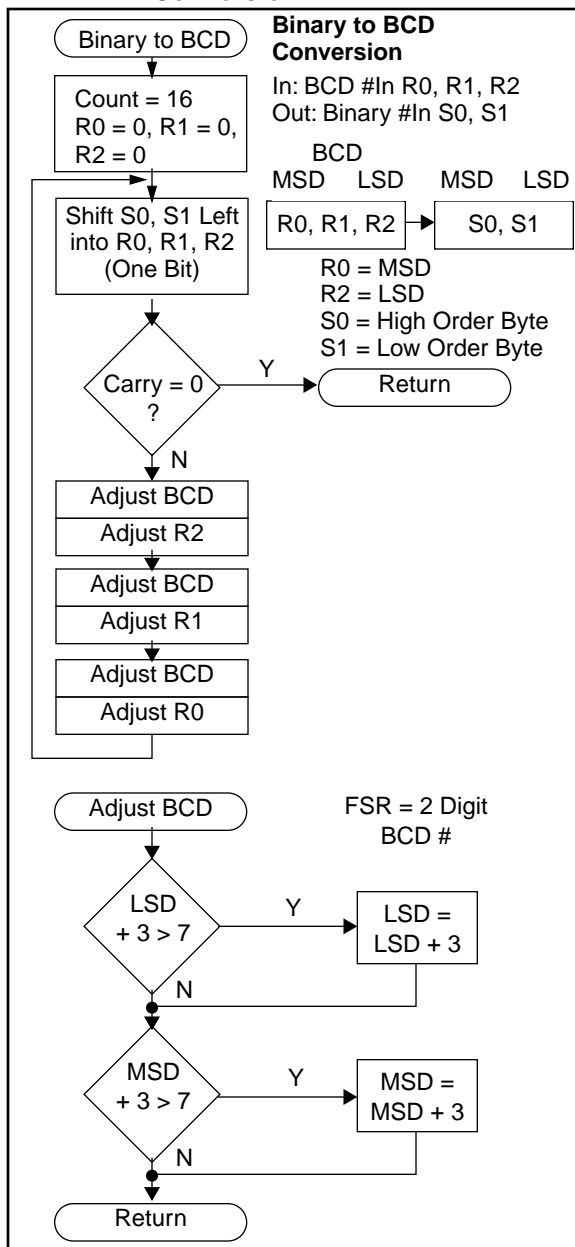 Binary to BCD
Binary to BCD
Conversion
In: BCD #In R0, R1, R2
Out: Binary #In S0, S1
Count = 16
R0 = 0, R1 = 0,
R2 = 0
BCD
MSD LSD MSD LSD
R0, R1, R2
S0, S1
Shift S0, S1 Left
into R0, R1, R2
(One Bit)
R0 = MSD
R2 = LSD
S0 = High Order Byte
S1 = Low Order Byte
Carry = 0
?
Y
Return
N
Adjust BCD
Adjust R2
Adjust BCD
Adjust R1
Adjust BCD
Adjust R0
Adjust BCD
FSR = 2 Digit
BCD #
LSD
+ 3 > 7
Y
LSD =
LSD + 3
N
MSD
+ 3 > 7
Y
MSD =
MSD + 3
N
Return